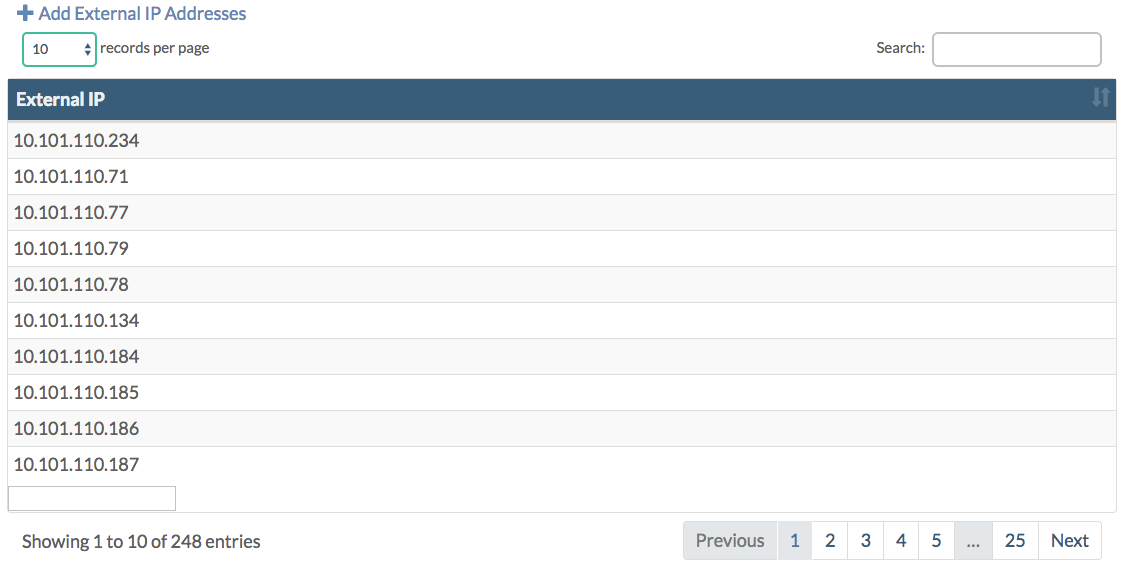 Add External IP Addresses
10 records per page Search:
External IP
10.101.110.234
10.101.110.71
10.101.110.77
10.101.110.79
10.101.110.78
10.101.110.134
10.101.110.184
10.101.110.185
10.101.110.186
10.101.110.187
Showing 1 to 10 of 248 entries Previous 1 2 3 4 5 ... 25 Next